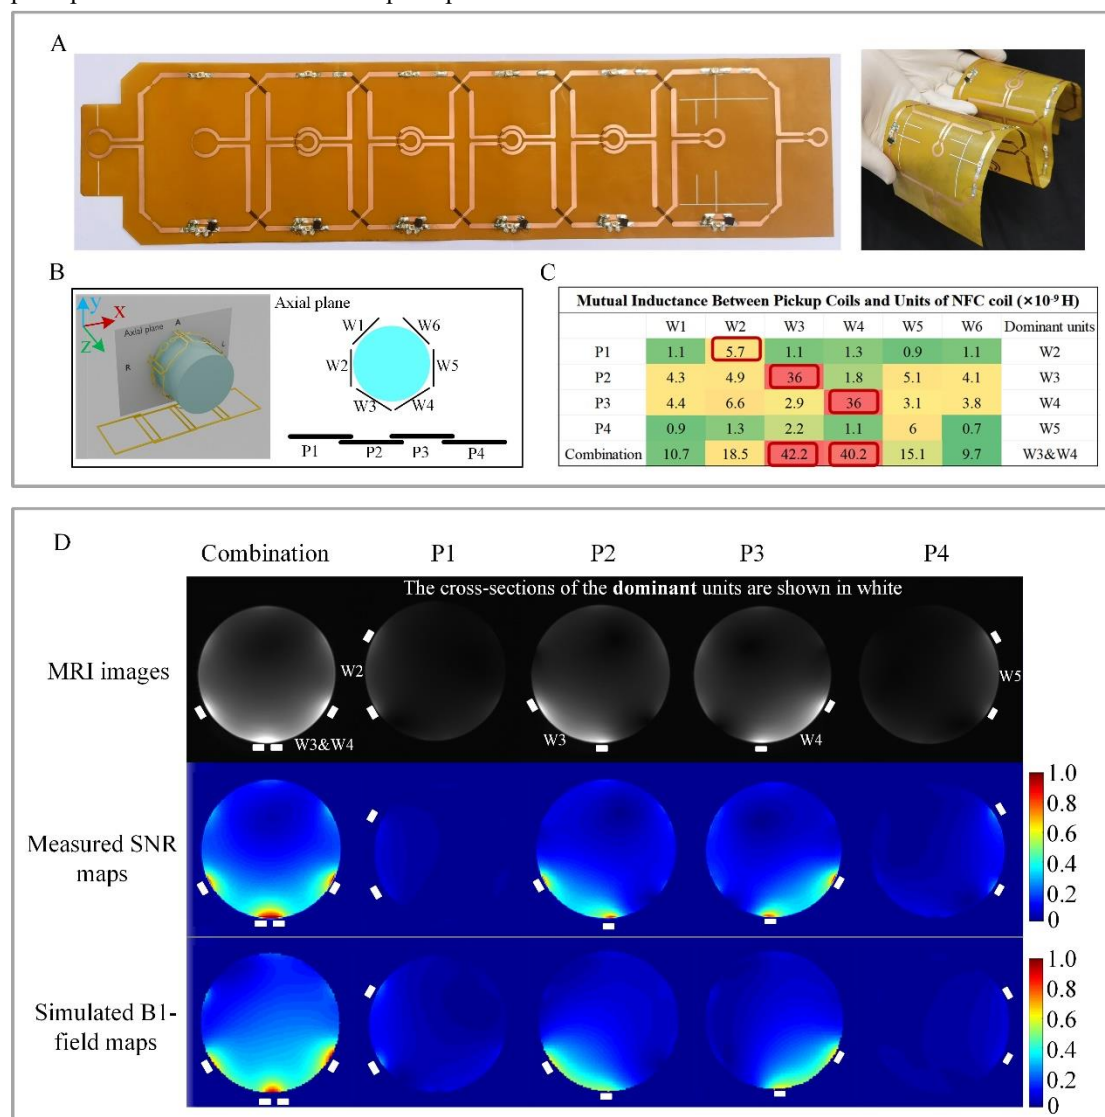 A
B
C
Axial plane
y
X
Z
Axial plane
A
R
L
W1
W6
W2
W5
W3
W4
P1
P2
P3
P4
Mutual Inductance Between Pickup Coils and Units of NFC coil (×10⁻⁹ H)
W1 W2 W3 W4 W5 W6 Dominant units
P1 1.1 5.7 1.1 1.3 0.9 1.1 W2
P2 4.3 4.9 36 1.8 5.1 4.1 W3
P3 4.4 6.6 2.9 36 3.1 3.8 W4
P4 0.9 1.3 2.2 1.1 6 0.7 W5
Combination 10.7 18.5 42.2 40.2 15.1 9.7 W3&W4
D
Combination P1 P2 P3 P4
The cross-sections of the dominant units are shown in white
MRI images
W2
W5
W3&W4
W3
W4
Measured SNR
maps
1.0
0.8
0.6
0.4
0.2
0
Simulated B1-
field maps
1.0
0.8
0.6
0.4
0.2
0